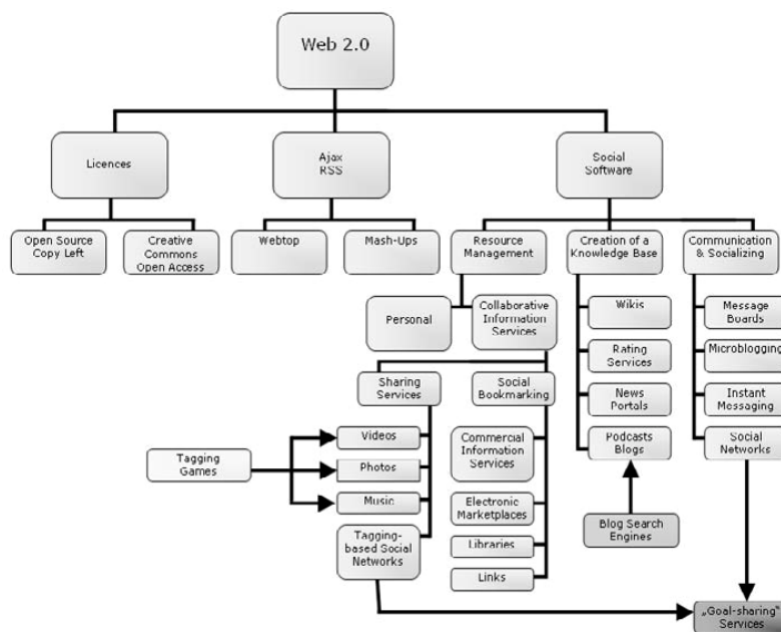 Web 2.0
Licences
Ajax
RSS
Social
Software
Open Source
Copy Left
Creative
Commons
Open Access
Webtop
Mash-Ups
Resource
Management
Creation of a
Knowledge Base
Communication
& Socializing
Personal
Collaborative
Information
Services
Wikis
Message
Boards
Rating
Services
Microblogging
Sharing
Services
Social
Bookmarking
News
Portals
Instant
Messaging
Tagging
Games
Videos
Photos
Music
Commercial
Information
Services
Podcasts
Blogs
Social
Networks
Tagging-
based Social
Networks
Electronic
Marketplaces
Libraries
Links
Blog Search
Engines
„Goal-sharing“
Services